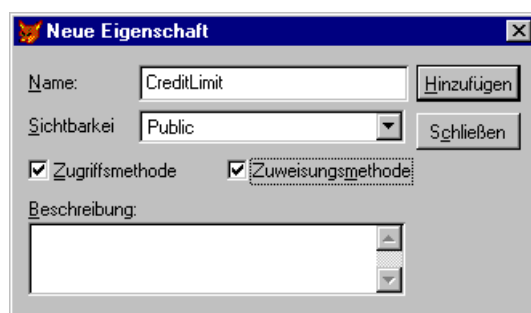 Neue Eigenschaft
Name: CreditLimit Hinzufügen
Sichtbarkei Public Schließen
Zugriffsmethode Zuweisungsmethode
Beschreibung: